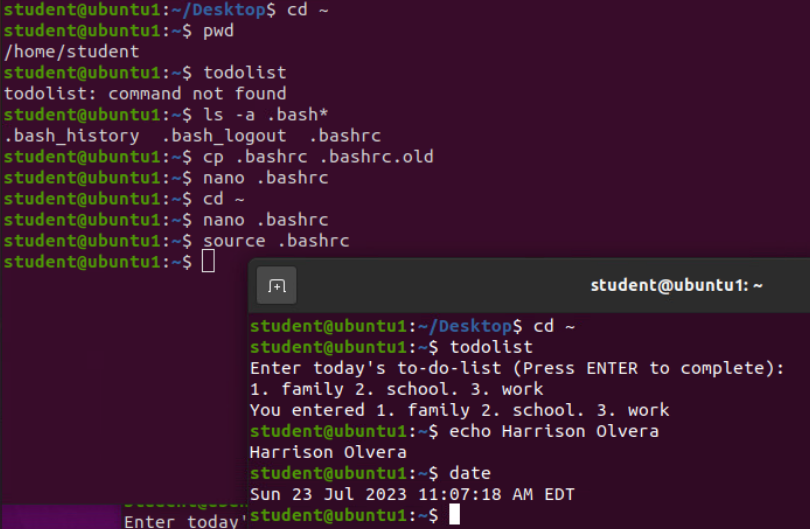 student@ubuntu1:~/Desktop$ cd ~
student@ubuntu1:~$ pwd
/home/student
student@ubuntu1:~$ todolist
todolist: command not found
student@ubuntu1:~$ ls -a .bash*
.bash_history  .bash_logout  .bashrc
student@ubuntu1:~$ cp .bashrc .bashrc.old
student@ubuntu1:~$ nano .bashrc
student@ubuntu1:~$ cd ~
student@ubuntu1:~$ nano .bashrc
student@ubuntu1:~$ source .bashrc
student@ubuntu1:~$
student@ubuntu1: ~
student@ubuntu1:~/Desktop$ cd ~
student@ubuntu1:~$ todolist
Enter today's to-do-list (Press ENTER to complete):
1. family 2. school. 3. work
You entered 1. family 2. school. 3. work
student@ubuntu1:~$ echo Harrison Olvera
Harrison Olvera
student@ubuntu1:~$ date
Sun 23 Jul 2023 11:07:18 AM EDT
student@ubuntu1:~$
Enter today'